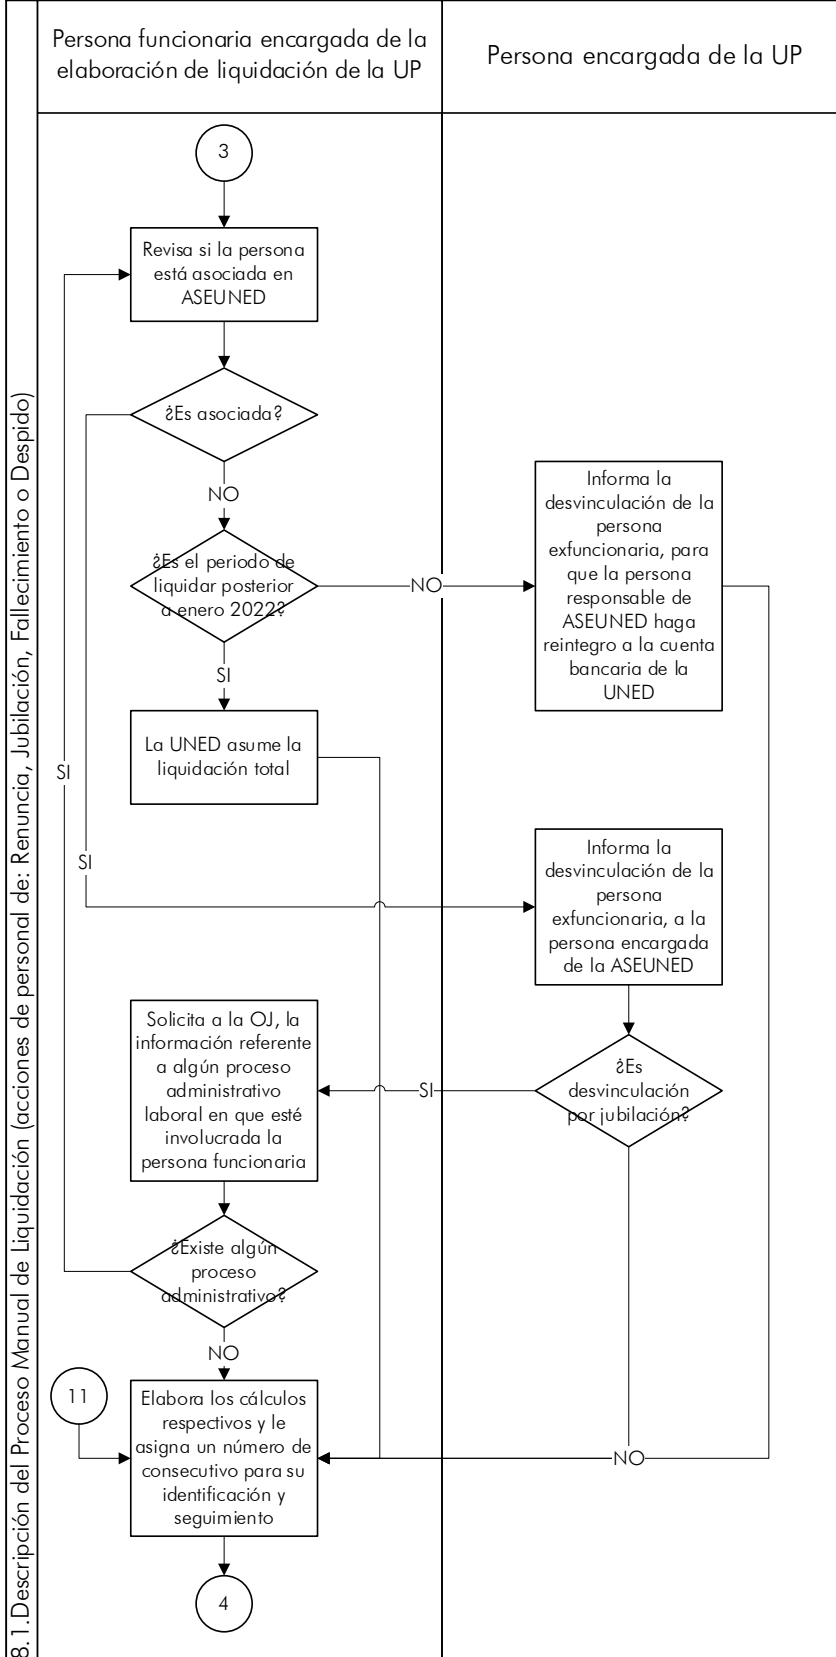 Persona funcionaria encargada de la
elaboración de liquidación de la UP
Persona encargada de la UP
8.1.Descripción del Proceso Manual de Liquidación (acciones de personal de: Renuncia, Jubilación, Fallecimiento o Despido)
3
Revisa si la persona
está asociada en
ASEUNED
¿Es asociada?
NO
¿Es el periodo de
liquidar posterior
a enero 2022?
NO
Informa la
desvinculación de la
persona
exfuncionaria, para
que la persona
responsable de
ASEUNED haga
reintegro a la cuenta
bancaria de la
UNED
SI
La UNED asume la
liquidación total
SI
SI
Informa la
desvinculación de la
persona
exfuncionaria, a la
persona encargada
de la ASEUNED
¿Es
desvinculación
por jubilación?
SI
Solicita a la OJ, la
información referente
a algún proceso
administrativo
laboral en que esté
involucrada la
persona funcionaria
¿Existe algún
proceso
administrativo?
NO
11
Elabora los cálculos
respectivos y le
asigna un número de
consecutivo para su
identificación y
seguimiento
NO
4